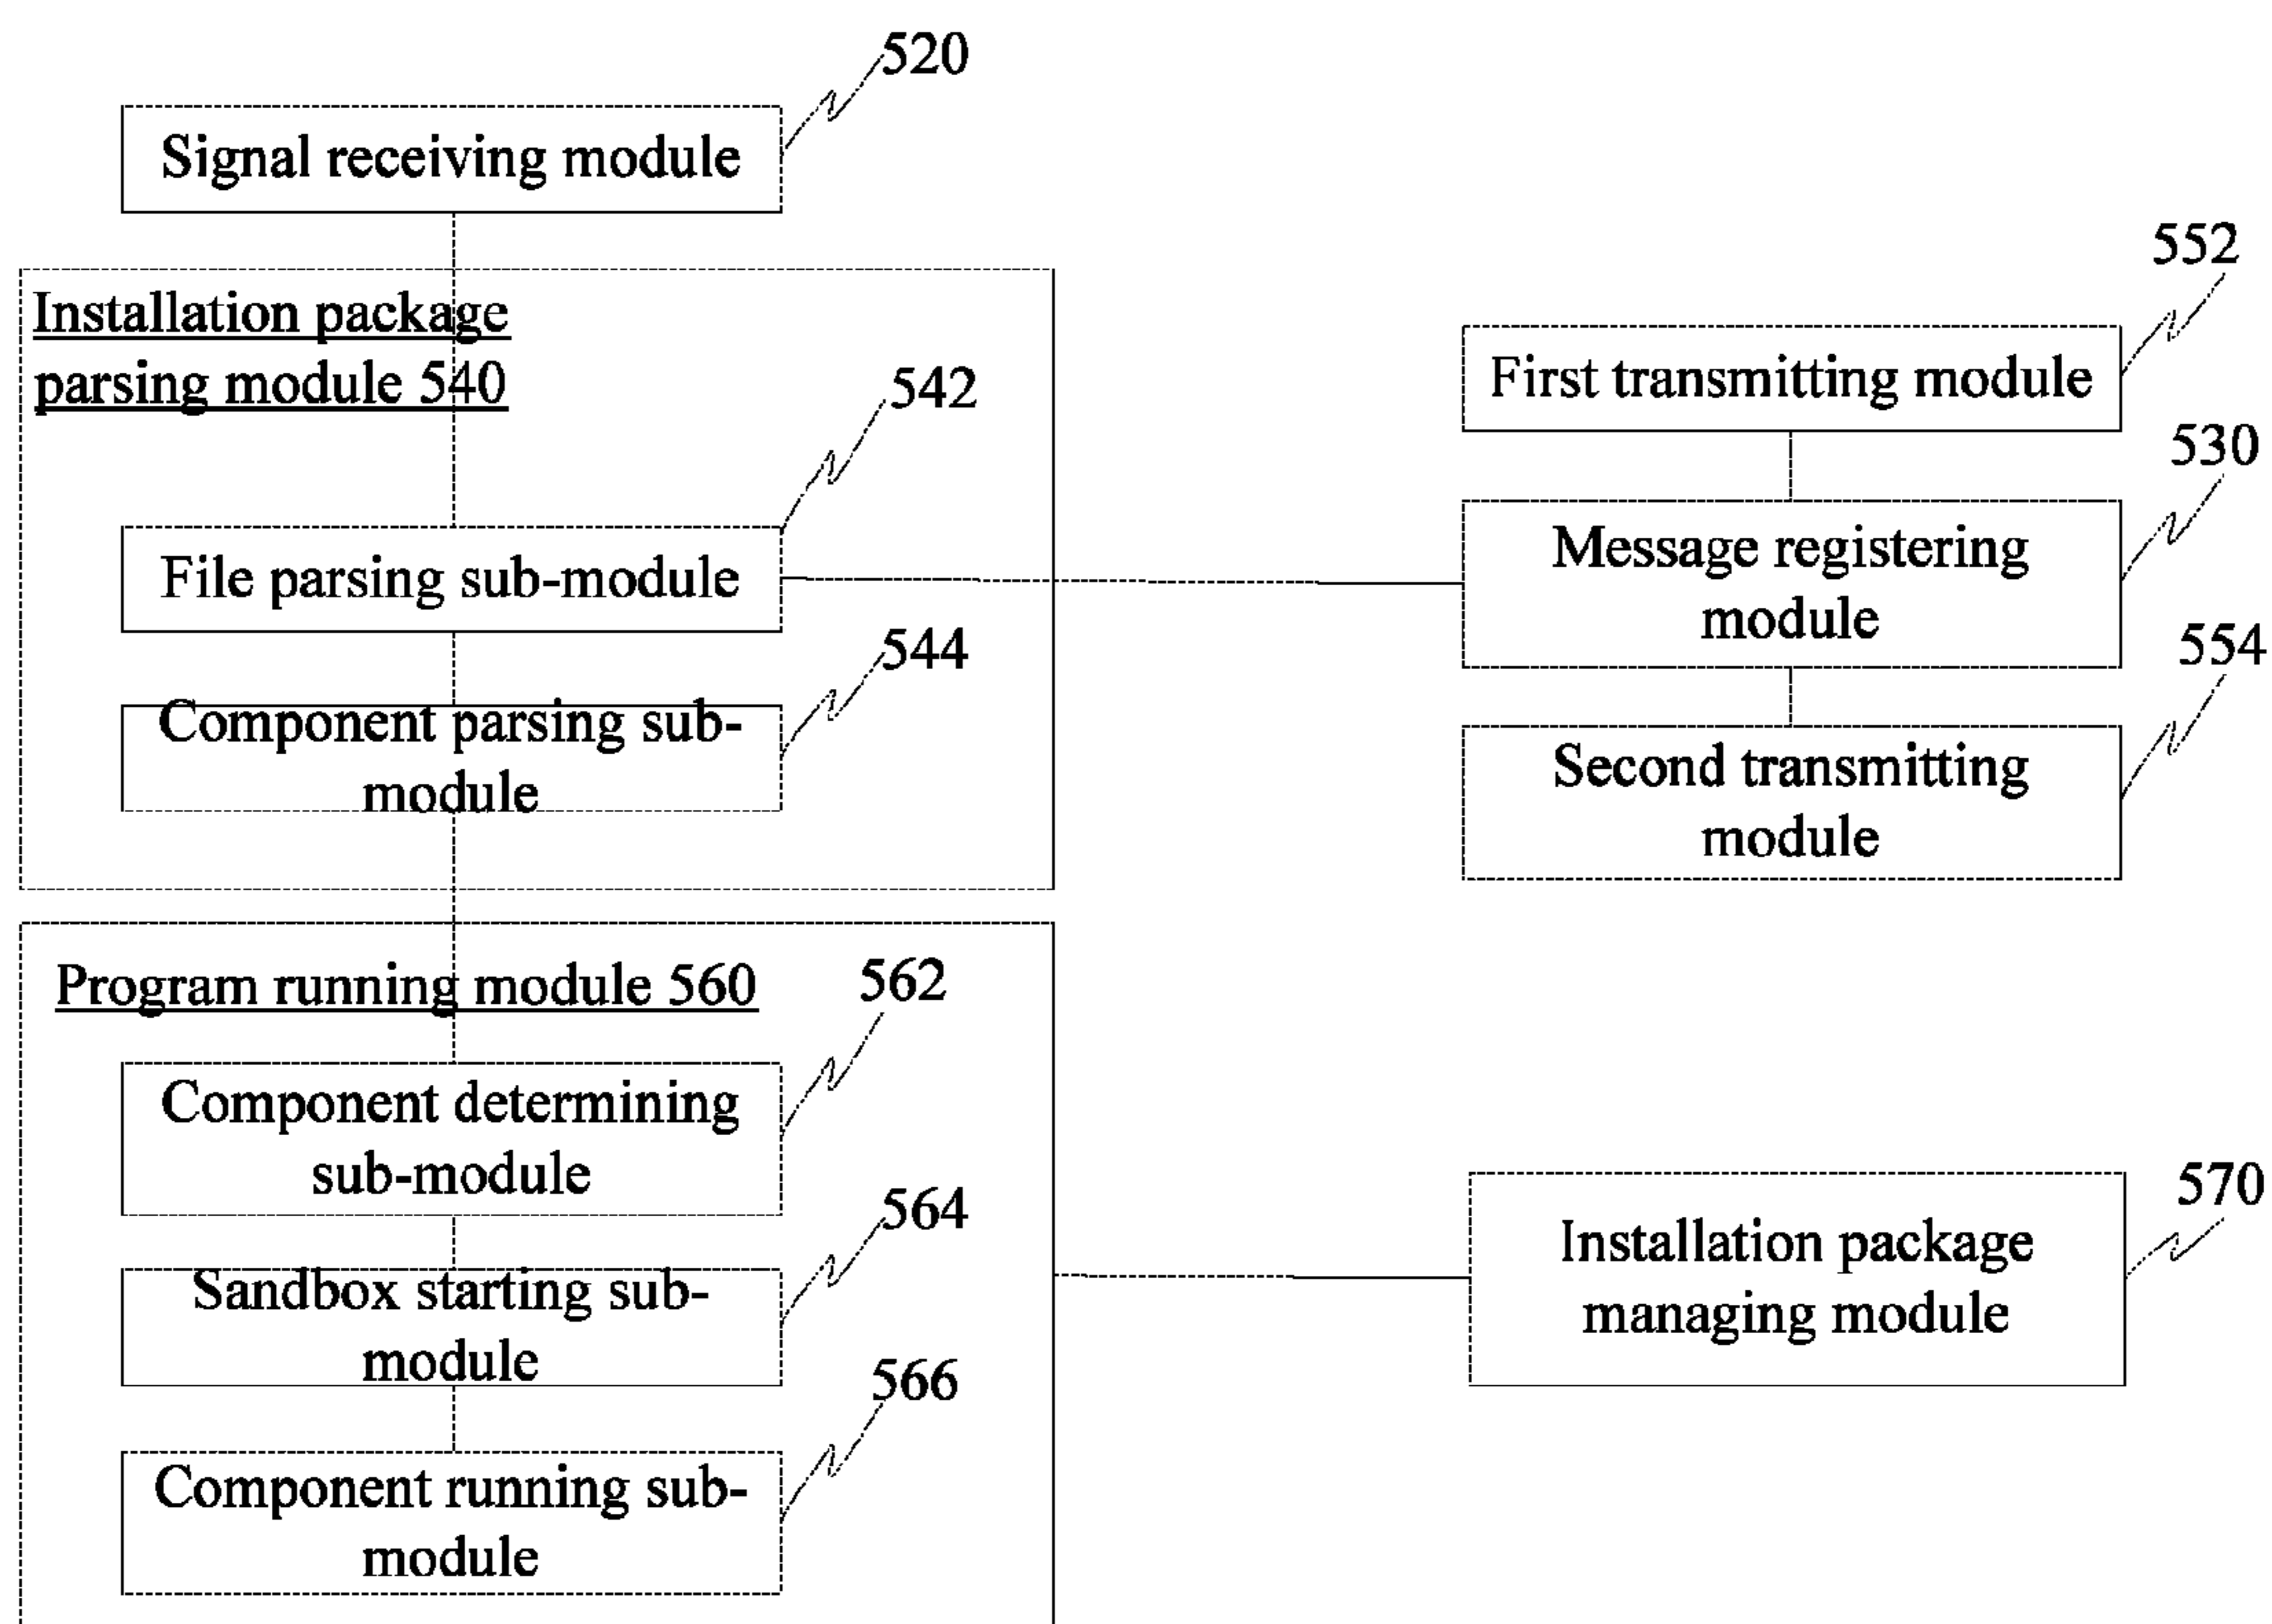 520
Signal receiving module
Installation package
parsing module 540
542
File parsing sub-module
544
Component parsing sub-
module
552
First transmitting module
530
Message registering
module
554
Second transmitting
module
Program running module 560
562
Component determining
sub-module
564
Sandbox starting sub-
module
566
Component running sub-
module
570
Installation package
managing module